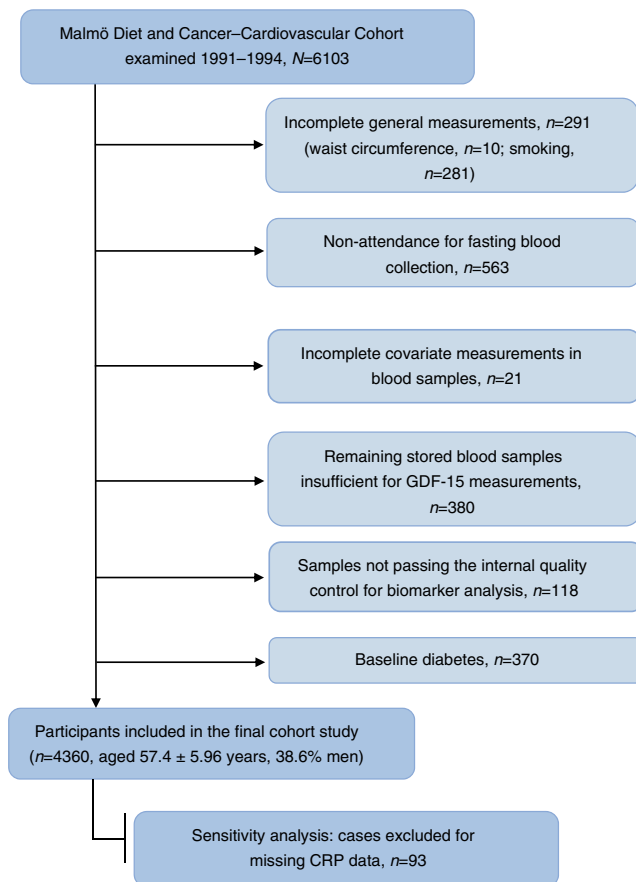 Malmö Diet and Cancer–Cardiovascular Cohort
examined 1991–1994, N=6103
Incomplete general measurements, n=291
(waist circumference, n=10; smoking,
n=281)
Non-attendance for fasting blood
collection, n=563
Incomplete covariate measurements in
blood samples, n=21
Remaining stored blood samples
insufficient for GDF-15 measurements,
n=380
Samples not passing the internal quality
control for biomarker analysis, n=118
Baseline diabetes, n=370
Participants included in the final cohort study
(n=4360, aged 57.4 ± 5.96 years, 38.6% men)
Sensitivity analysis: cases excluded for
missing CRP data, n=93